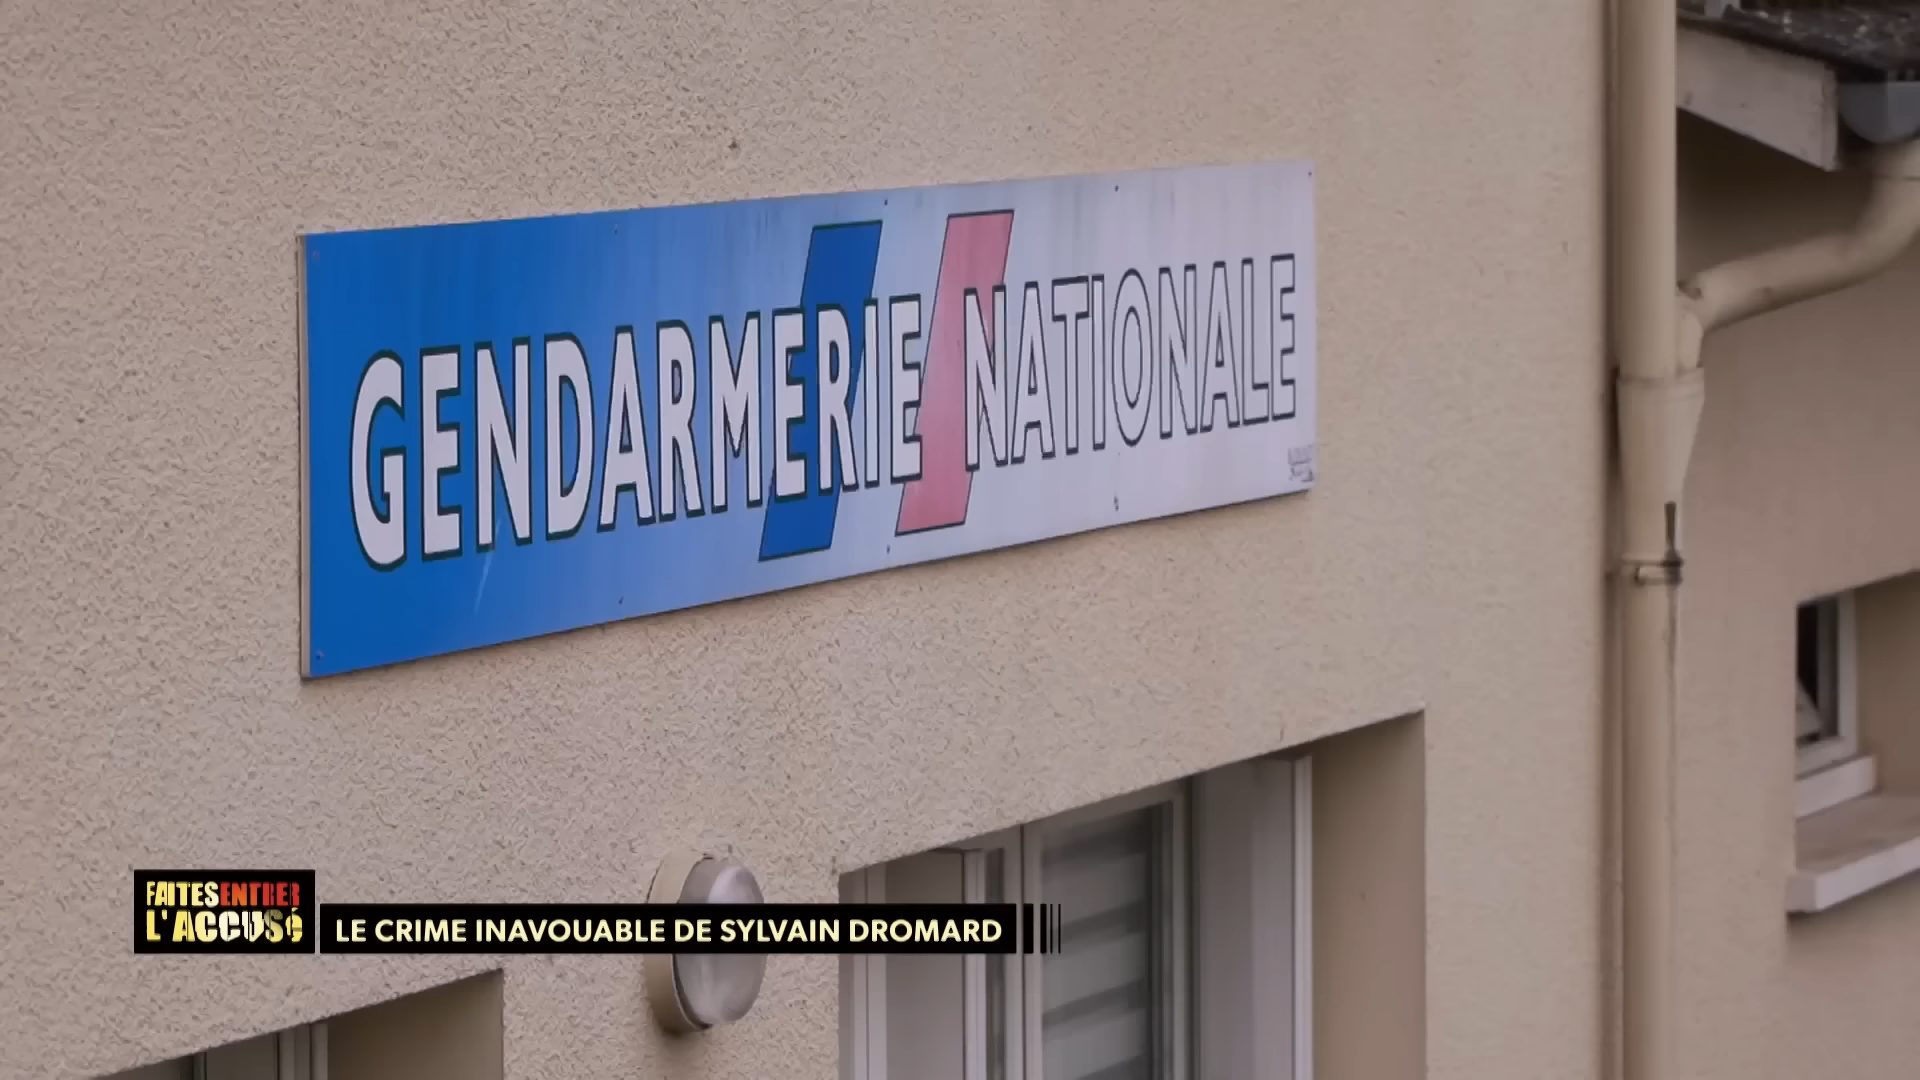 GENDARMERIE NATIONALE
FAITES ENTRER
L'ACCUSÉ
LE CRIME INAVOUABLE DE SYLVAIN DROMARD